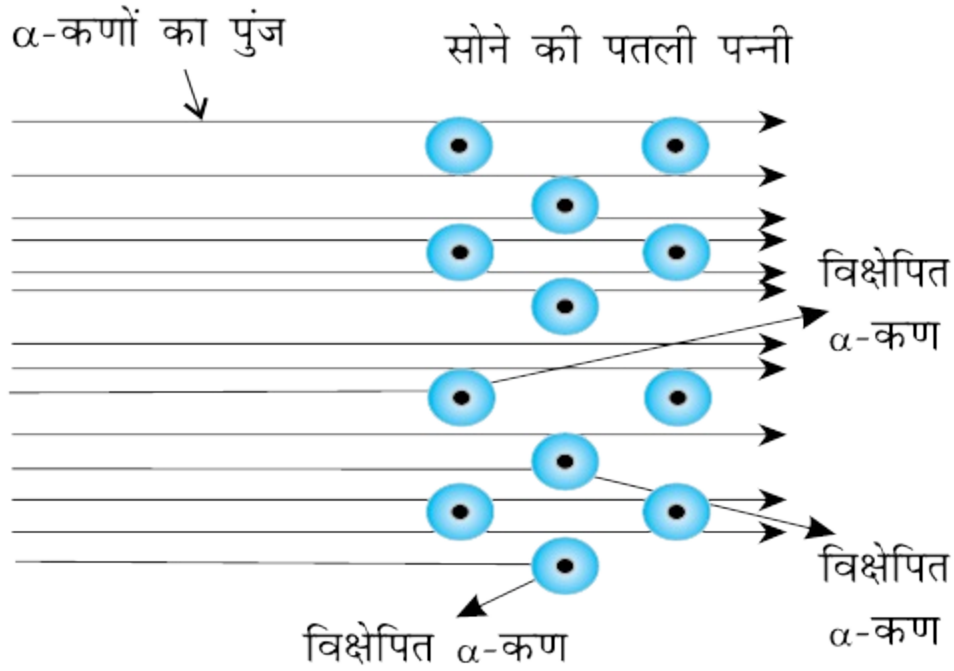 α-कणों का पुंज
सोने की पतली पन्नी
विक्षेपित
α-कण
विक्षेपित
α-कण
विक्षेपित α-कण